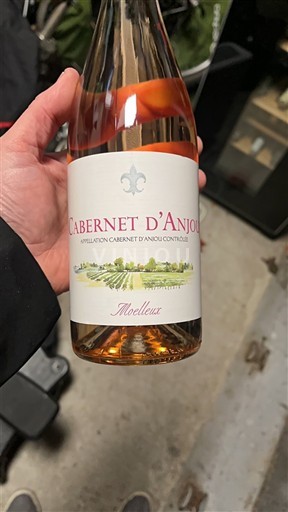 CABERNET D'ANJOU
APPELLATION CABERNET D'ANJOU CONTRÔLÉE
Moelleux